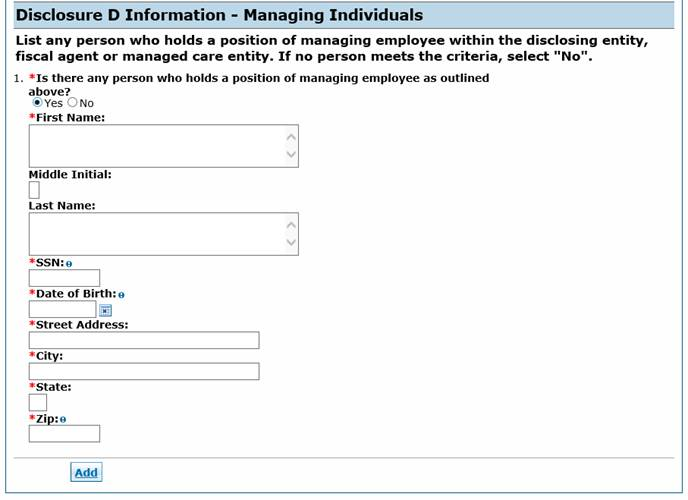 Disclosure D Information - Managing Individuals
List any person who holds a position of managing employee within the disclosing entity,
fiscal agent or managed care entity. If no person meets the criteria, select "No".
1. *Is there any person who holds a position of managing employee as outlined
above?
Yes No
*First Name:
Middle Initial:
Last Name:
*SSN:
*Date of Birth:
*Street Address:
*City:
*State:
*Zip:
Add